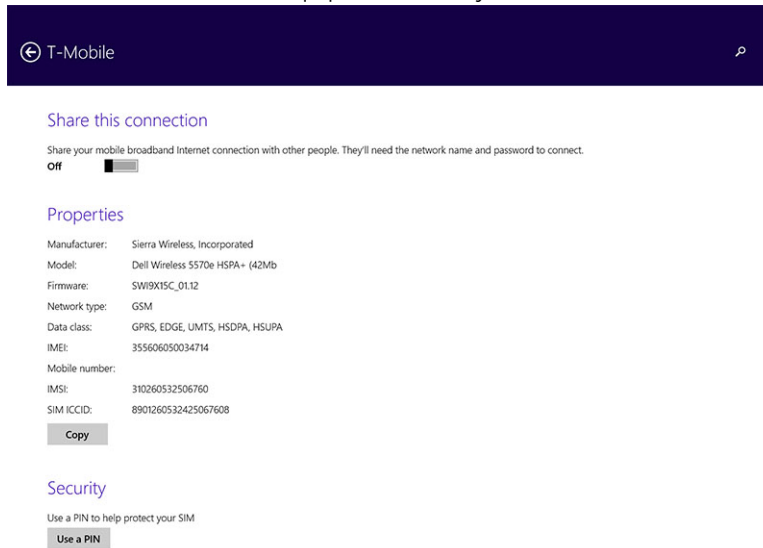 T-Mobile
Share this connection
Share your mobile broadband Internet connection with other people. They'll need the network name and password to connect.
Off
Properties
Manufacturer: Sierra Wireless, Incorporated
Model: Dell Wireless 5570e HSPA+ (42Mb
Firmware: SWI9X15C_01.12
Network type: GSM
Data class: GPRS, EDGE, UMTS, HSDPA, HSUPA
IMEI: 355606050034714
Mobile number:
IMSI: 310260532506760
SIM ICCID: 8901260532425067608
Copy
Security
Use a PIN to help protect your SIM
Use a PIN